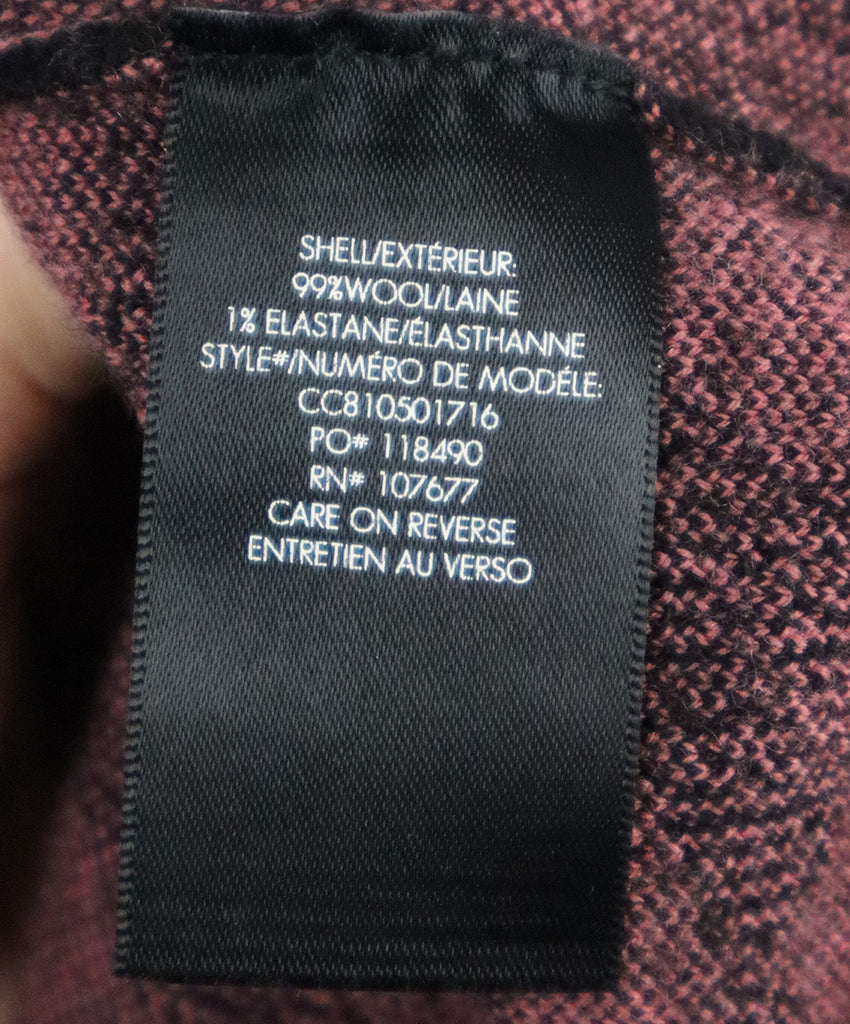 SHELL/EXTÉRIEUR:
99%WOOL/LAINE
1% ELASTANE/ÉLASTHANNE
STYLE#/NUMÉRO DE MODÉLE:
CC810501716
PO# 118490
RN# 107677
CARE ON REVERSE
ENTRETIEN AU VERSO